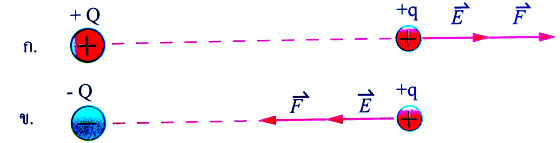 + Q +q E F
ก. + +
- Q F E +q
ข. - +